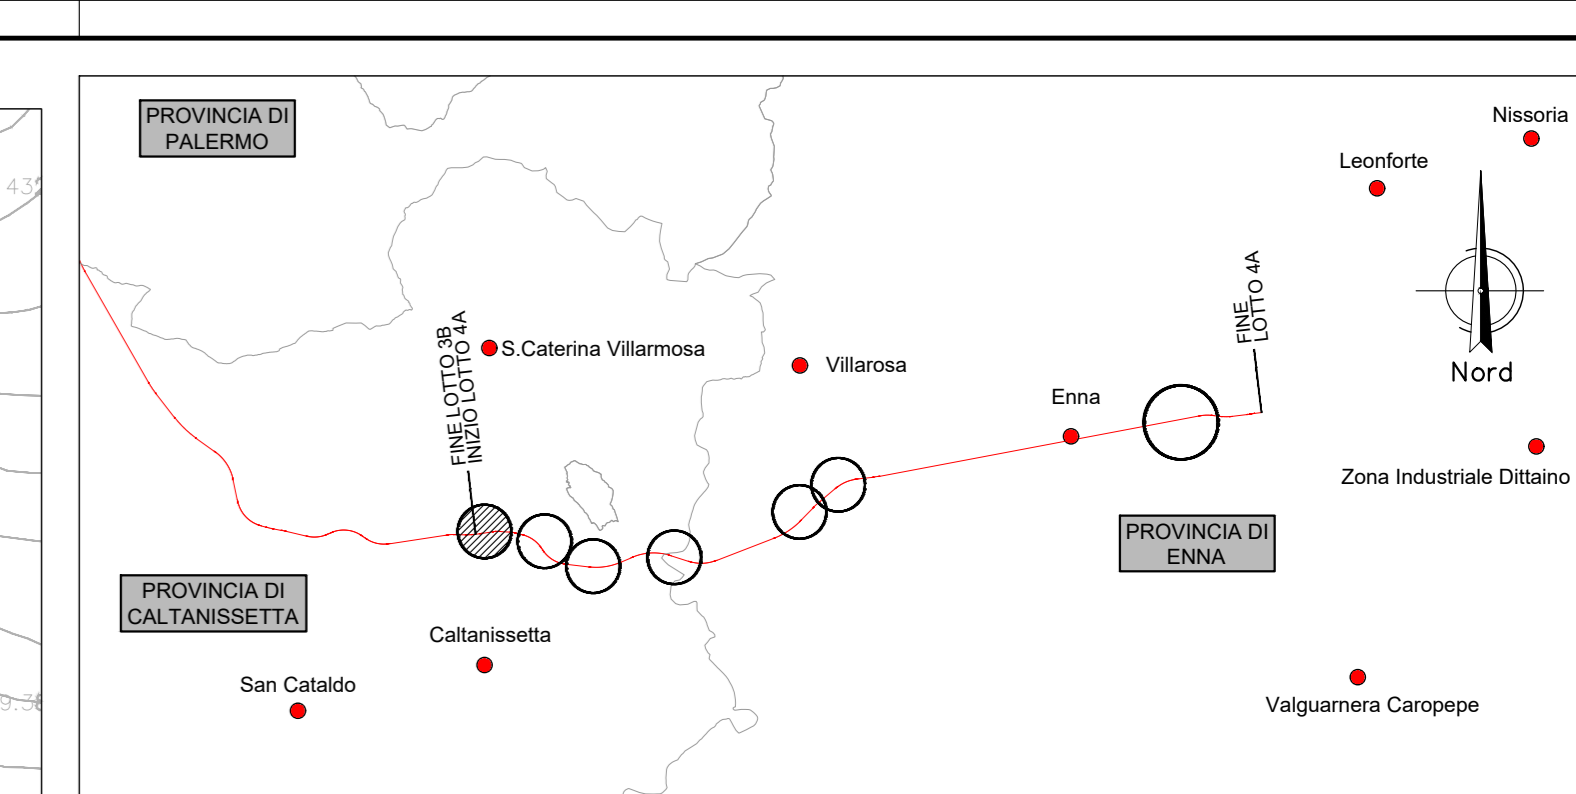 PROVINCIA DI
PALERMO
Nissoria
Leonforte
Nord
FINE
LOTTO 4A
FINE LOTTO 3B
INIZIO LOTTO 4A
S.Caterina Villarmosa
Villarosa
Enna
Zona Industriale Dittaino
PROVINCIA DI
ENNA
PROVINCIA DI
CALTANISSETTA
Caltanissetta
San Cataldo
Valguarnera Caropepe